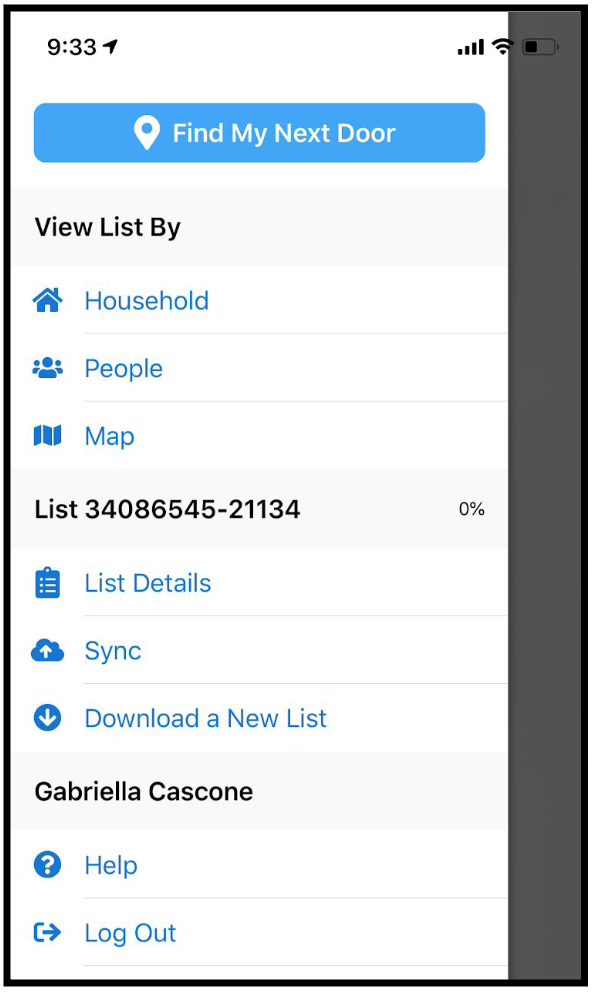 9:33
Find My Next Door
View List By
Household
People
Map
List 34086545-21134 0%
List Details
Sync
Download a New List
Gabriella Cascone
Help
Log Out